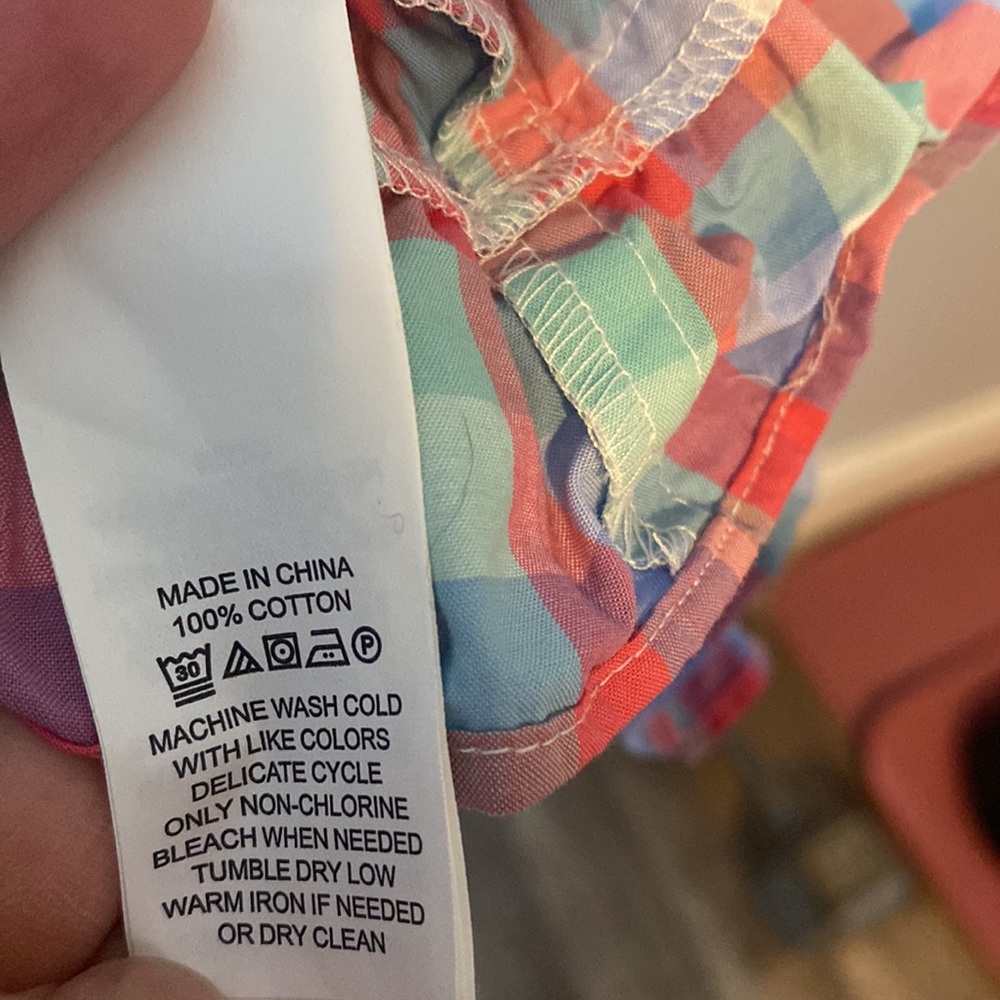 MADE IN CHINA
100% COTTON
30 P
MACHINE WASH COLD
WITH LIKE COLORS
DELICATE CYCLE
ONLY NON-CHLORINE
BLEACH WHEN NEEDED
TUMBLE DRY LOW
WARM IRON IF NEEDED
OR DRY CLEAN